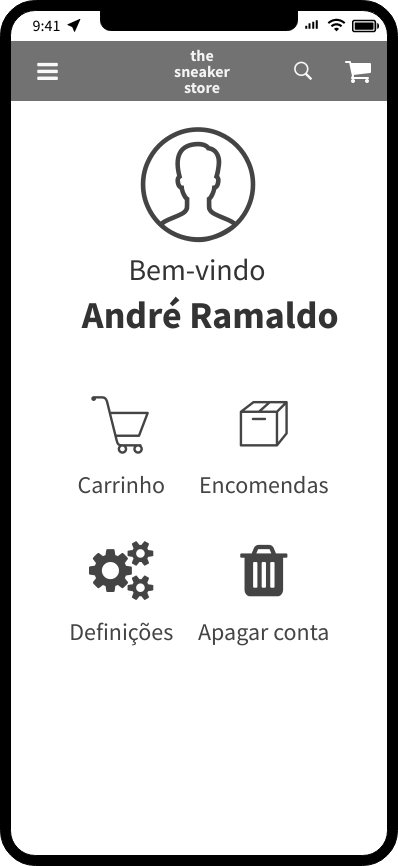 9:41
the
sneaker
store
Bem-vindo
André Ramaldo
Carrinho Encomendas
Definições Apagar conta